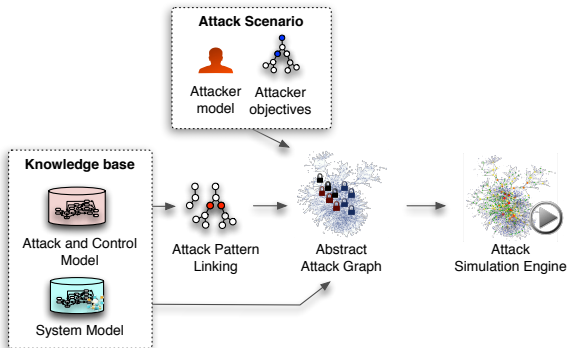 Attack Scenario
Attacker
model
Attacker
objectives
Knowledge base
Attack and Control
Model
System Model
Attack Pattern
Linking
Abstract
Attack Graph
Attack
Simulation Engine